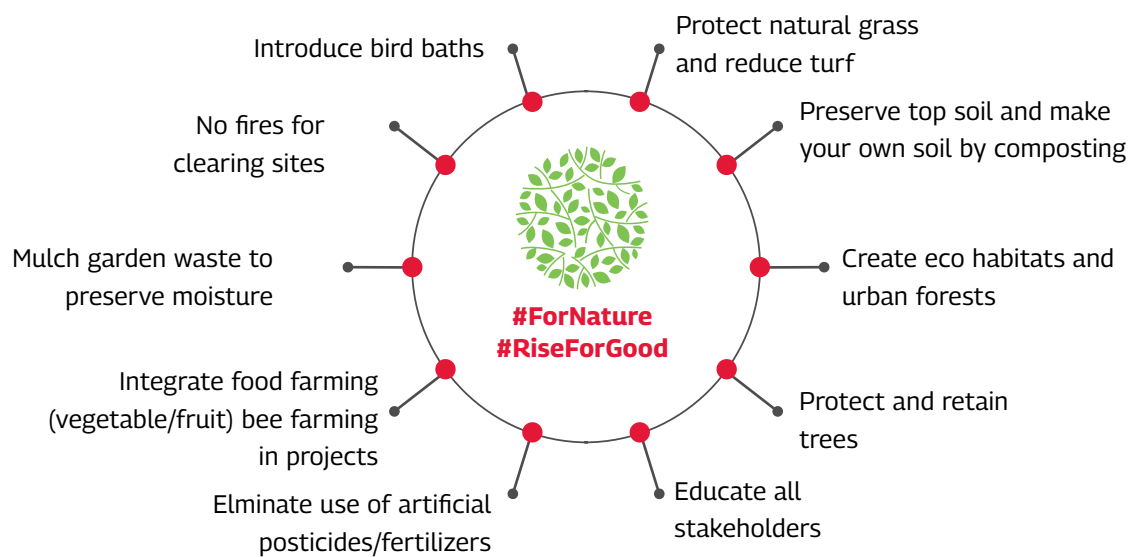 Introduce bird baths
Protect natural grass
and reduce turf
Preserve top soil and make
your own soil by composting
Create eco habitats and
urban forests
Protect and retain
trees
Educate all
stakeholders
Elminate use of artificial
posticides/fertilizers
Integrate food farming
(vegetable/fruit) bee farming
in projects
Mulch garden waste to
preserve moisture
No fires for
clearing sites
#ForNature
#RiseForGood